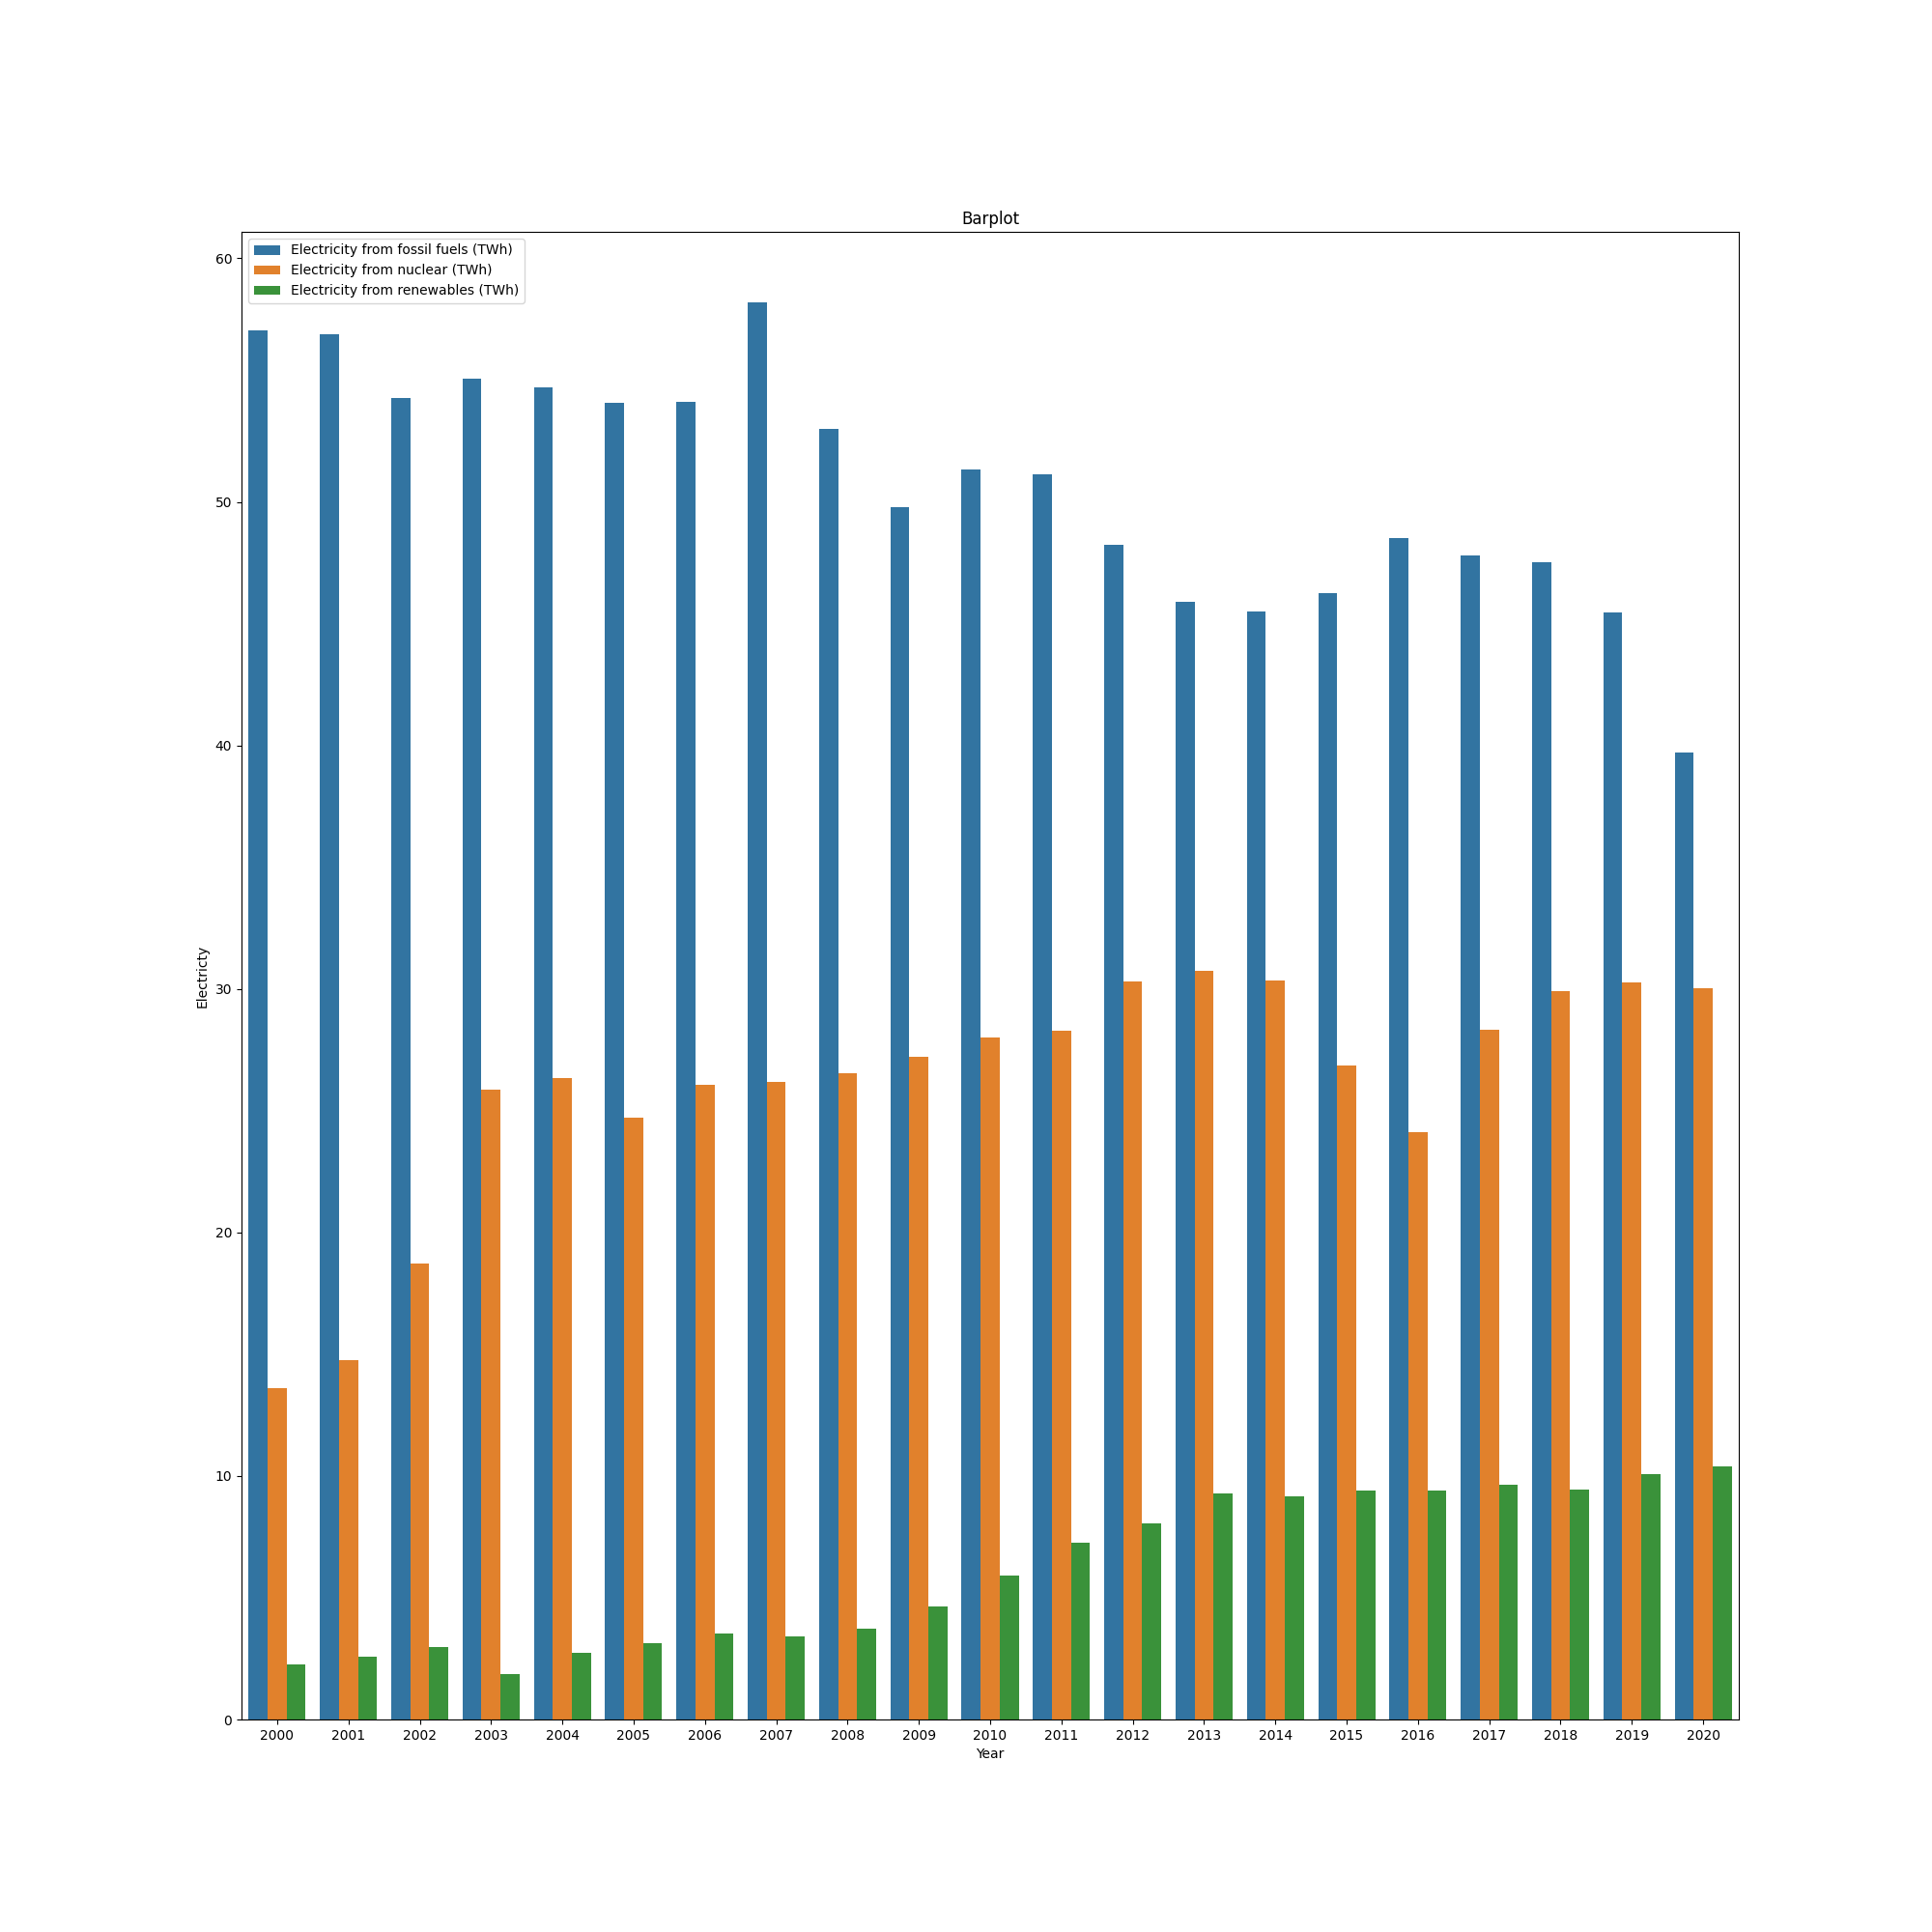 Barplot
Electricity from fossil fuels (TWh)
Electricity from nuclear (TWh)
Electricity from renewables (TWh)
60
50
40
30
20
10
0
Electricty
2000 2001 2002 2003 2004 2005 2006 2007 2008 2009 2010 2011 2012 2013 2014 2015 2016 2017 2018 2019 2020
Year